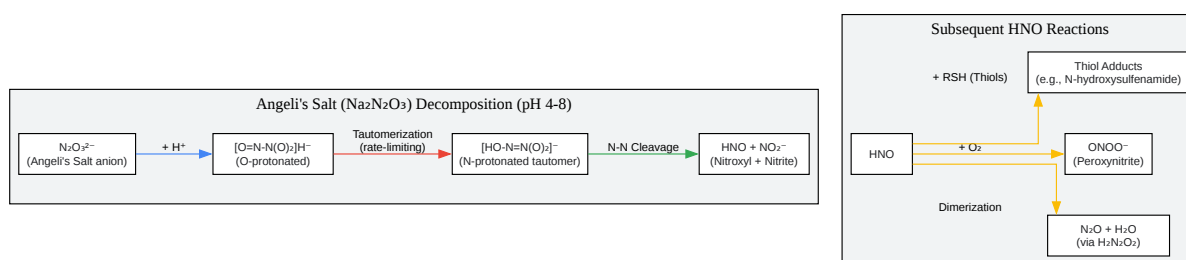 Angeli's Salt (Na₂N₂O₃) Decomposition (pH 4-8)
N₂O₃²⁻
(Angeli's Salt anion)
+ H⁺
[O=N-N(O)₂]H⁻
(O-protonated)
Tautomerization
(rate-limiting)
[HO-N=N(O)₂]⁻
(N-protonated tautomer)
N-N Cleavage
HNO + NO₂⁻
(Nitroxyl + Nitrite)
Subsequent HNO Reactions
+ RSH (Thiols)
Thiol Adducts
(e.g., N-hydroxysulfenamide)
HNO
+ O₂
ONOO⁻
(Peroxynitrite)
Dimerization
N₂O + H₂O
(via H₂N₂O₂)